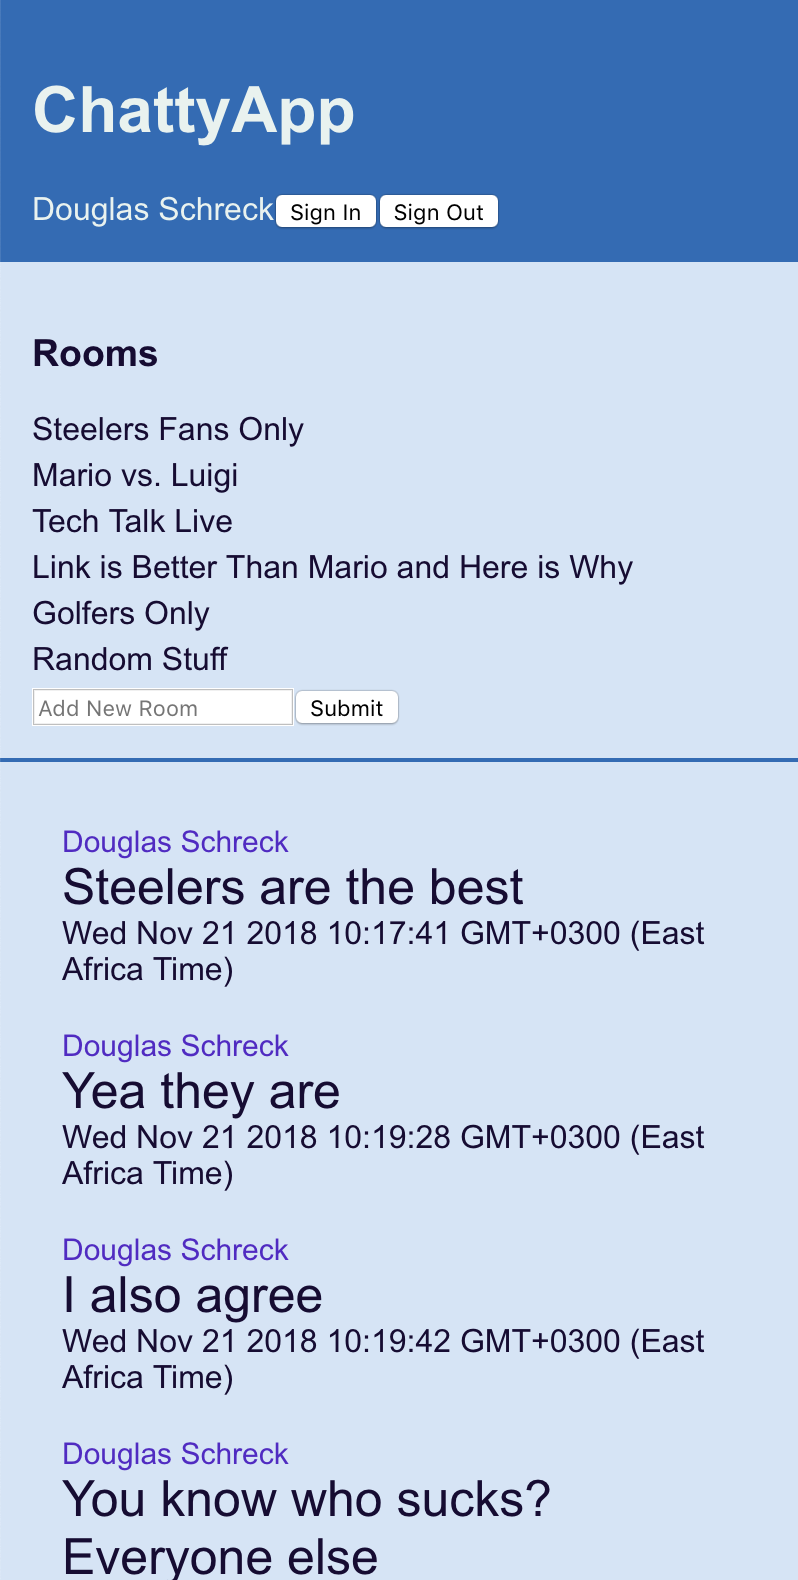 ChattyApp
Douglas Schreck Sign In Sign Out
Rooms
Steelers Fans Only
Mario vs. Luigi
Tech Talk Live
Link is Better Than Mario and Here is Why
Golfers Only
Random Stuff
Add New Room Submit
Douglas Schreck
Steelers are the best
Wed Nov 21 2018 10:17:41 GMT+0300 (East
Africa Time)
Douglas Schreck
Yea they are
Wed Nov 21 2018 10:19:28 GMT+0300 (East
Africa Time)
Douglas Schreck
I also agree
Wed Nov 21 2018 10:19:42 GMT+0300 (East
Africa Time)
Douglas Schreck
You know who sucks?
Everyone else